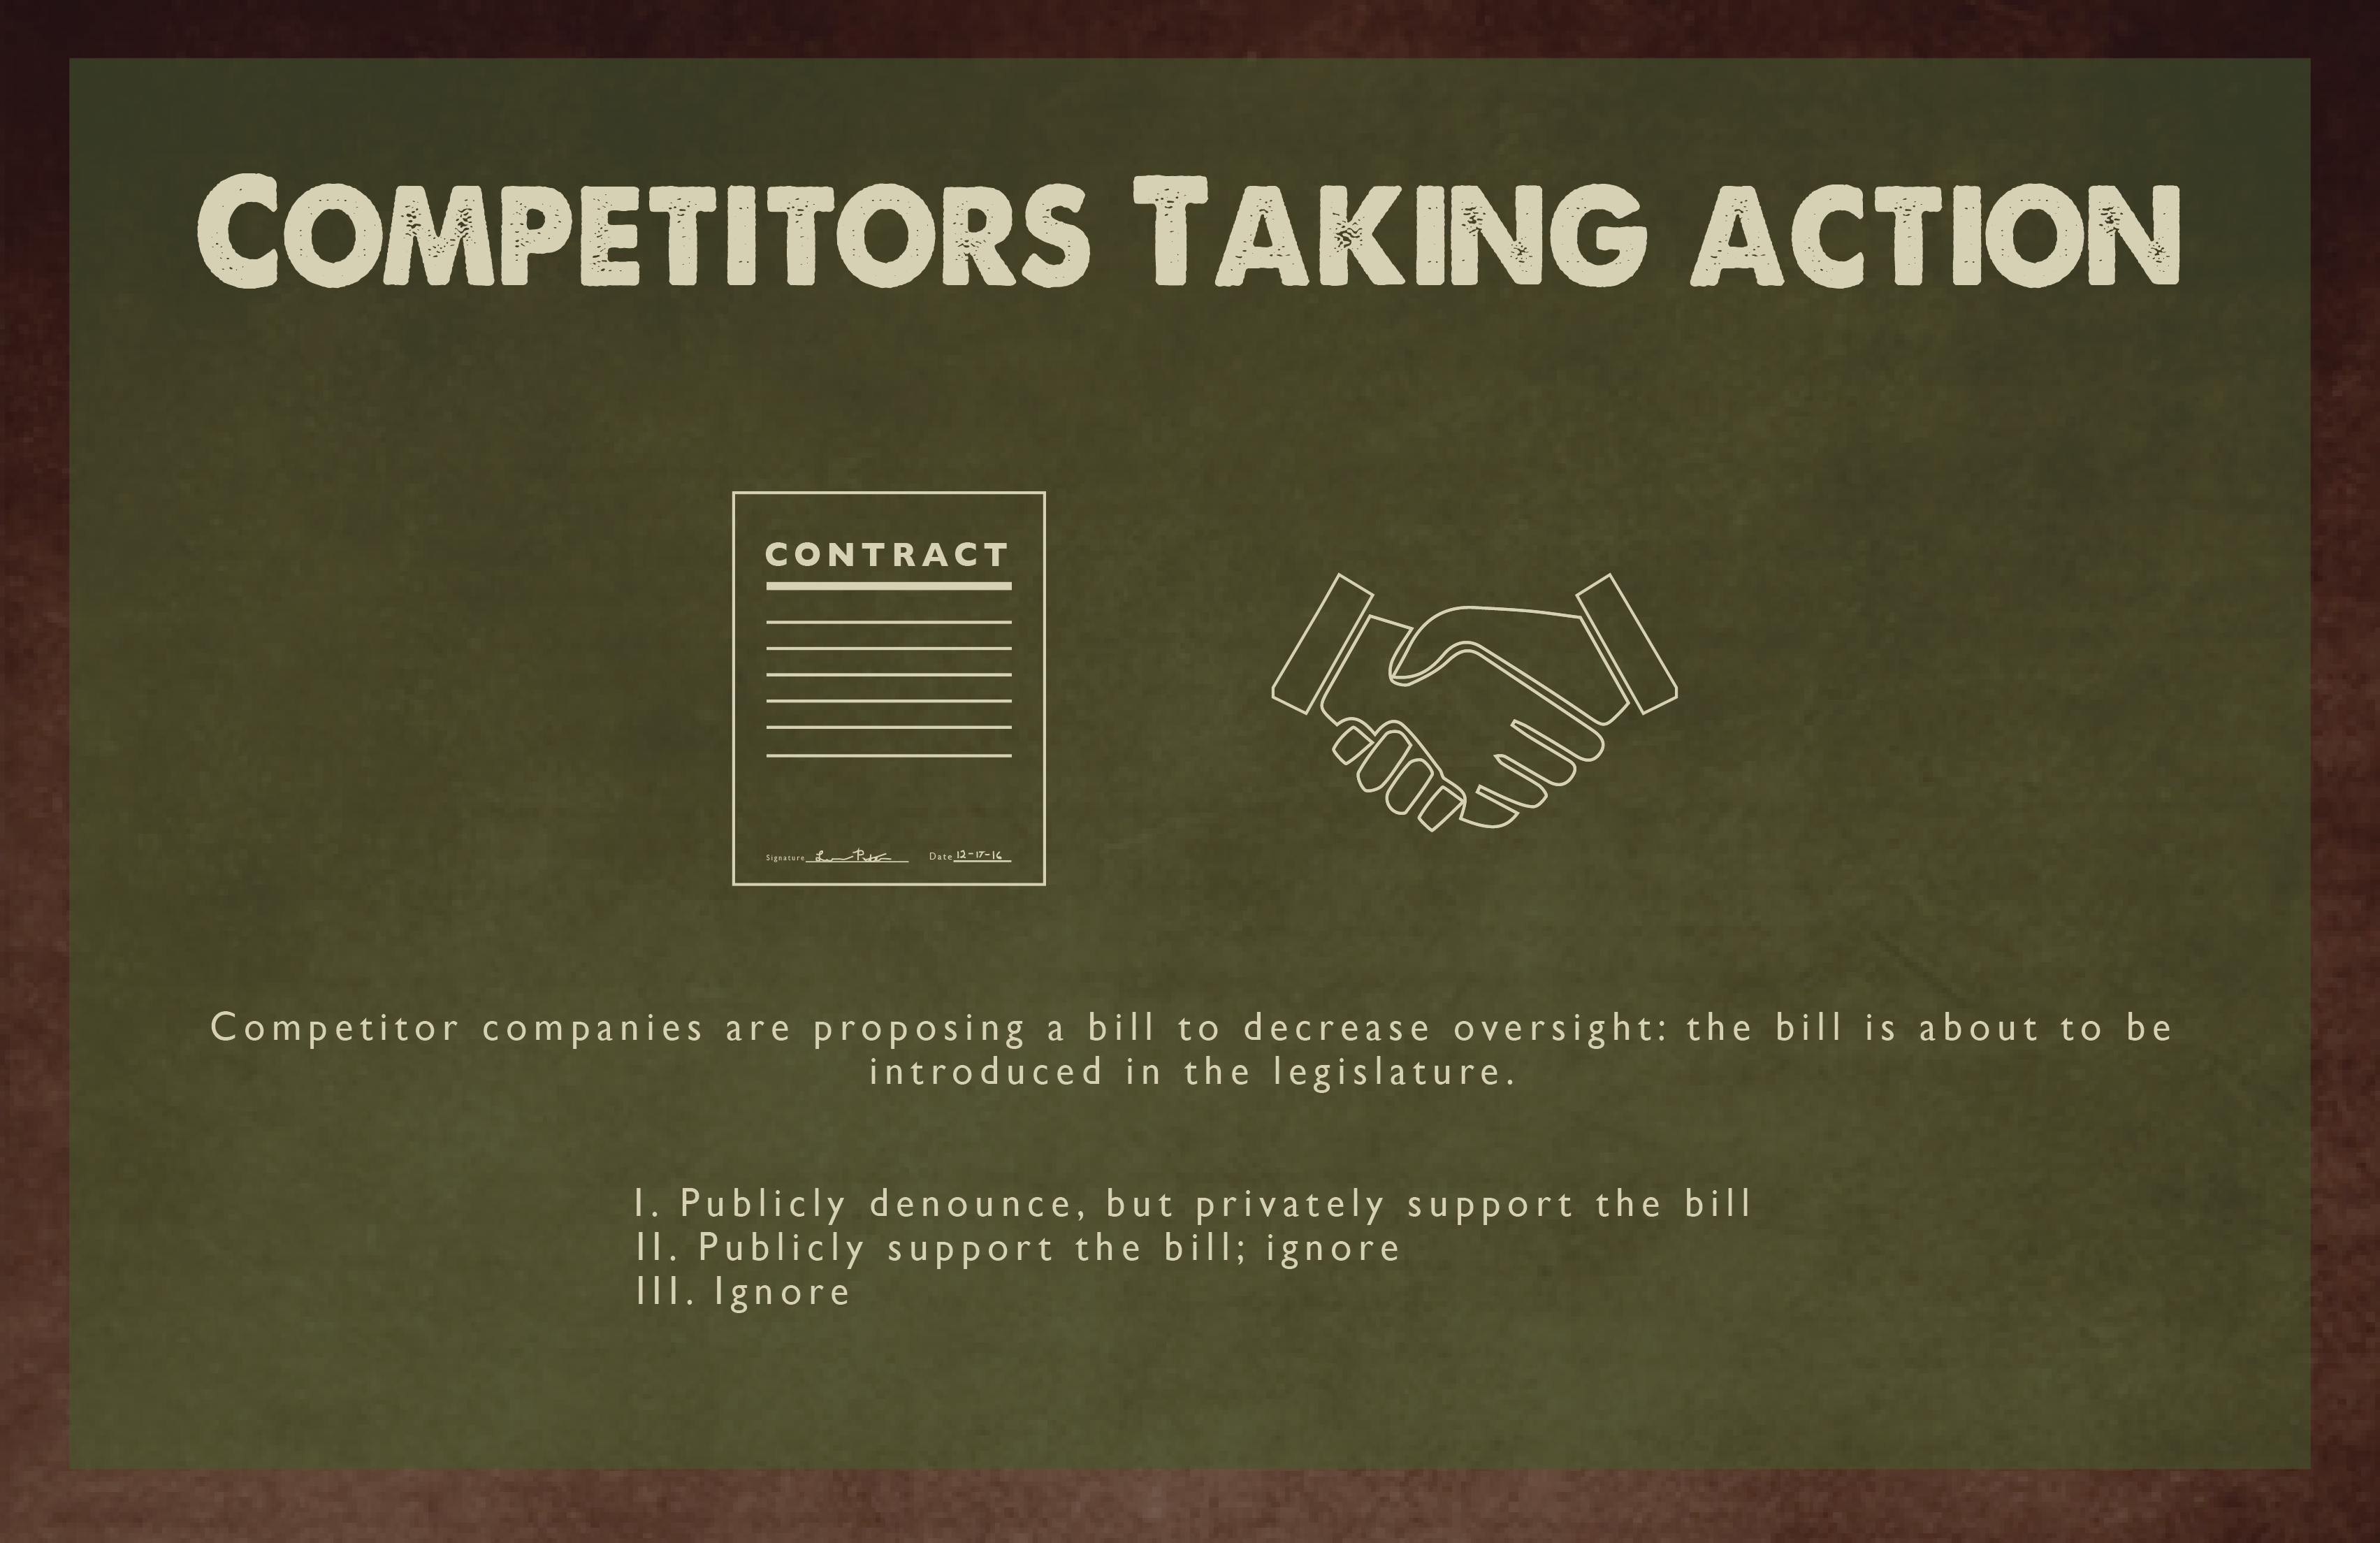 COMPETITORS TAKING ACTION
CONTRACT
Signature Date 12-17-16
Competitor companies are proposing a bill to decrease oversight: the bill is about to be
introduced in the legislature.
I. Publicly denounce, but privately support the bill
II. Publicly support the bill; ignore
III. Ignore